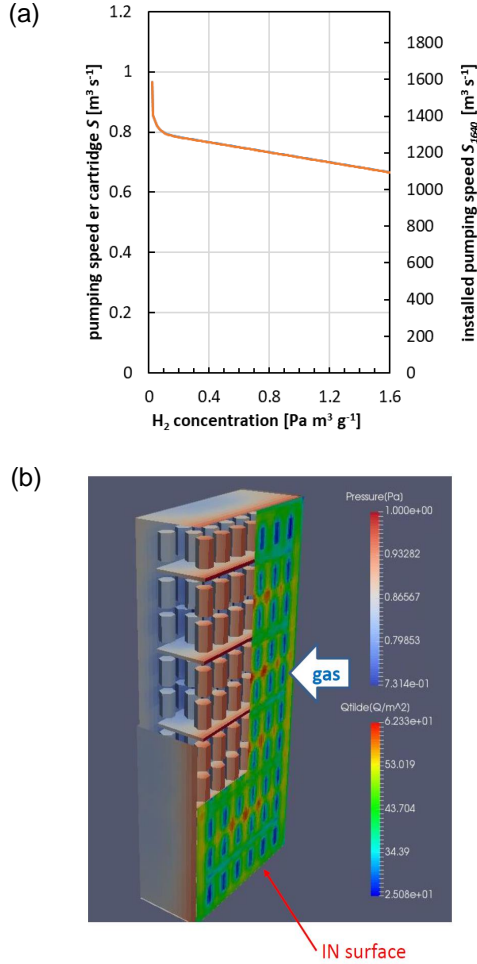 (a)
pumping speed er cartridge S [m³ s⁻¹]
1.2
1
0.8
0.6
0.4
0.2
0
0 0.4 0.8 1.2 1.6
H₂ concentration [Pa m³ g⁻¹]
1800
1600
1400
1200
1000
800
600
400
200
0
installed pumping speed S₁₆₄₀ [m³ s⁻¹]
(b)
Pressure(Pa)
1.000e+00
0.93282
0.86567
0.79853
7.314e-01
gas
Qtilde(Q/m^2)
6.233e+01
53.019
43.704
34.39
2.508e+01
IN surface